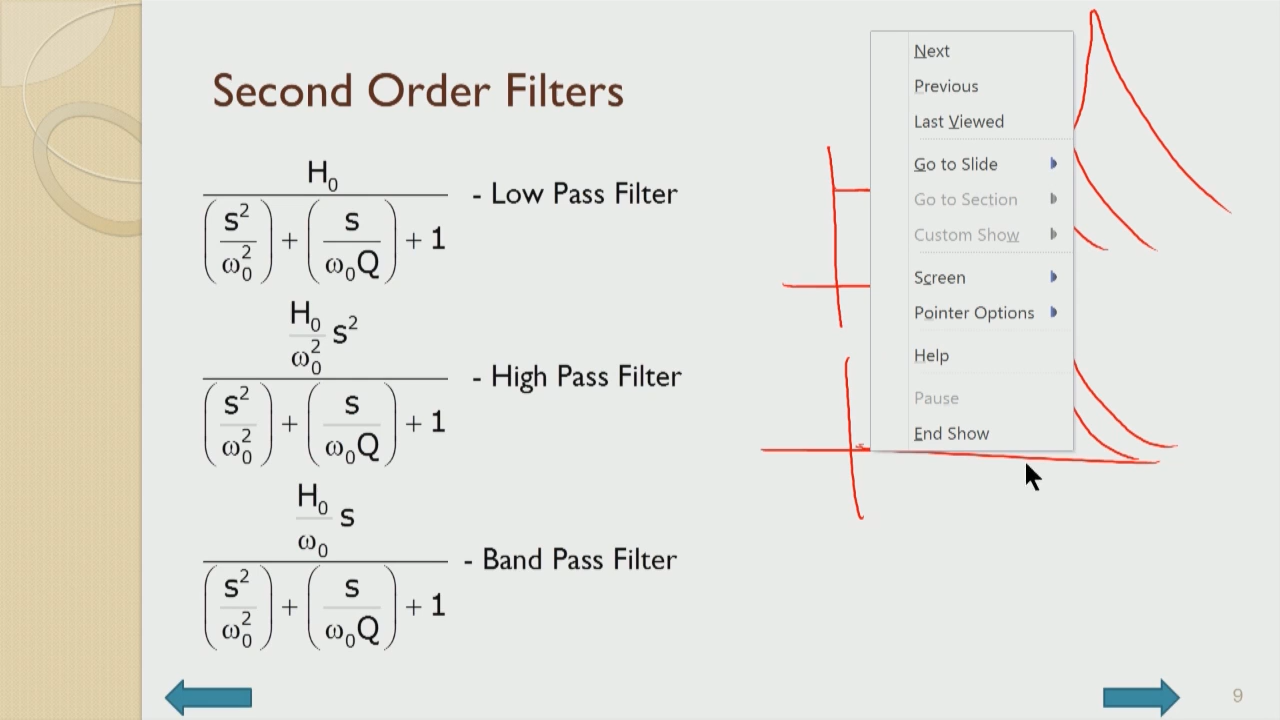 Second Order Filters
H₀
(s²/ω₀²) + (s/ω₀Q) + 1
- Low Pass Filter
H₀/ω₀² s²
(s²/ω₀²) + (s/ω₀Q) + 1
- High Pass Filter
H₀/ω₀ s
(s²/ω₀²) + (s/ω₀Q) + 1
- Band Pass Filter
Next
Previous
Last Viewed
Go to Slide
Go to Section
Custom Show
Screen
Pointer Options
Help
Pause
End Show
9